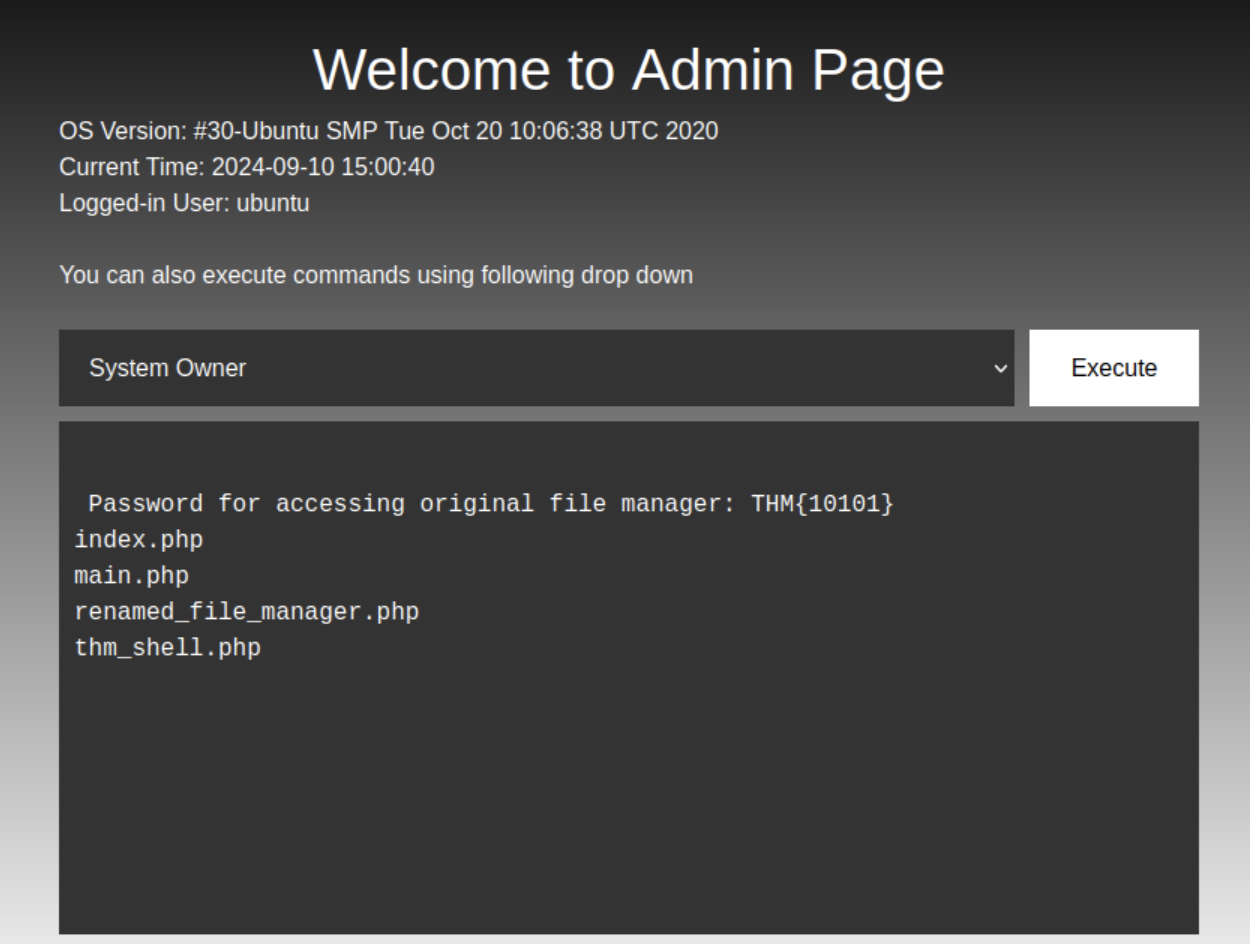 Welcome to Admin Page
OS Version: #30-Ubuntu SMP Tue Oct 20 10:06:38 UTC 2020
Current Time: 2024-09-10 15:00:40
Logged-in User: ubuntu
You can also execute commands using following drop down
System Owner
Execute
Password for accessing original file manager: THM{10101}
index.php
main.php
renamed_file_manager.php
thm_shell.php